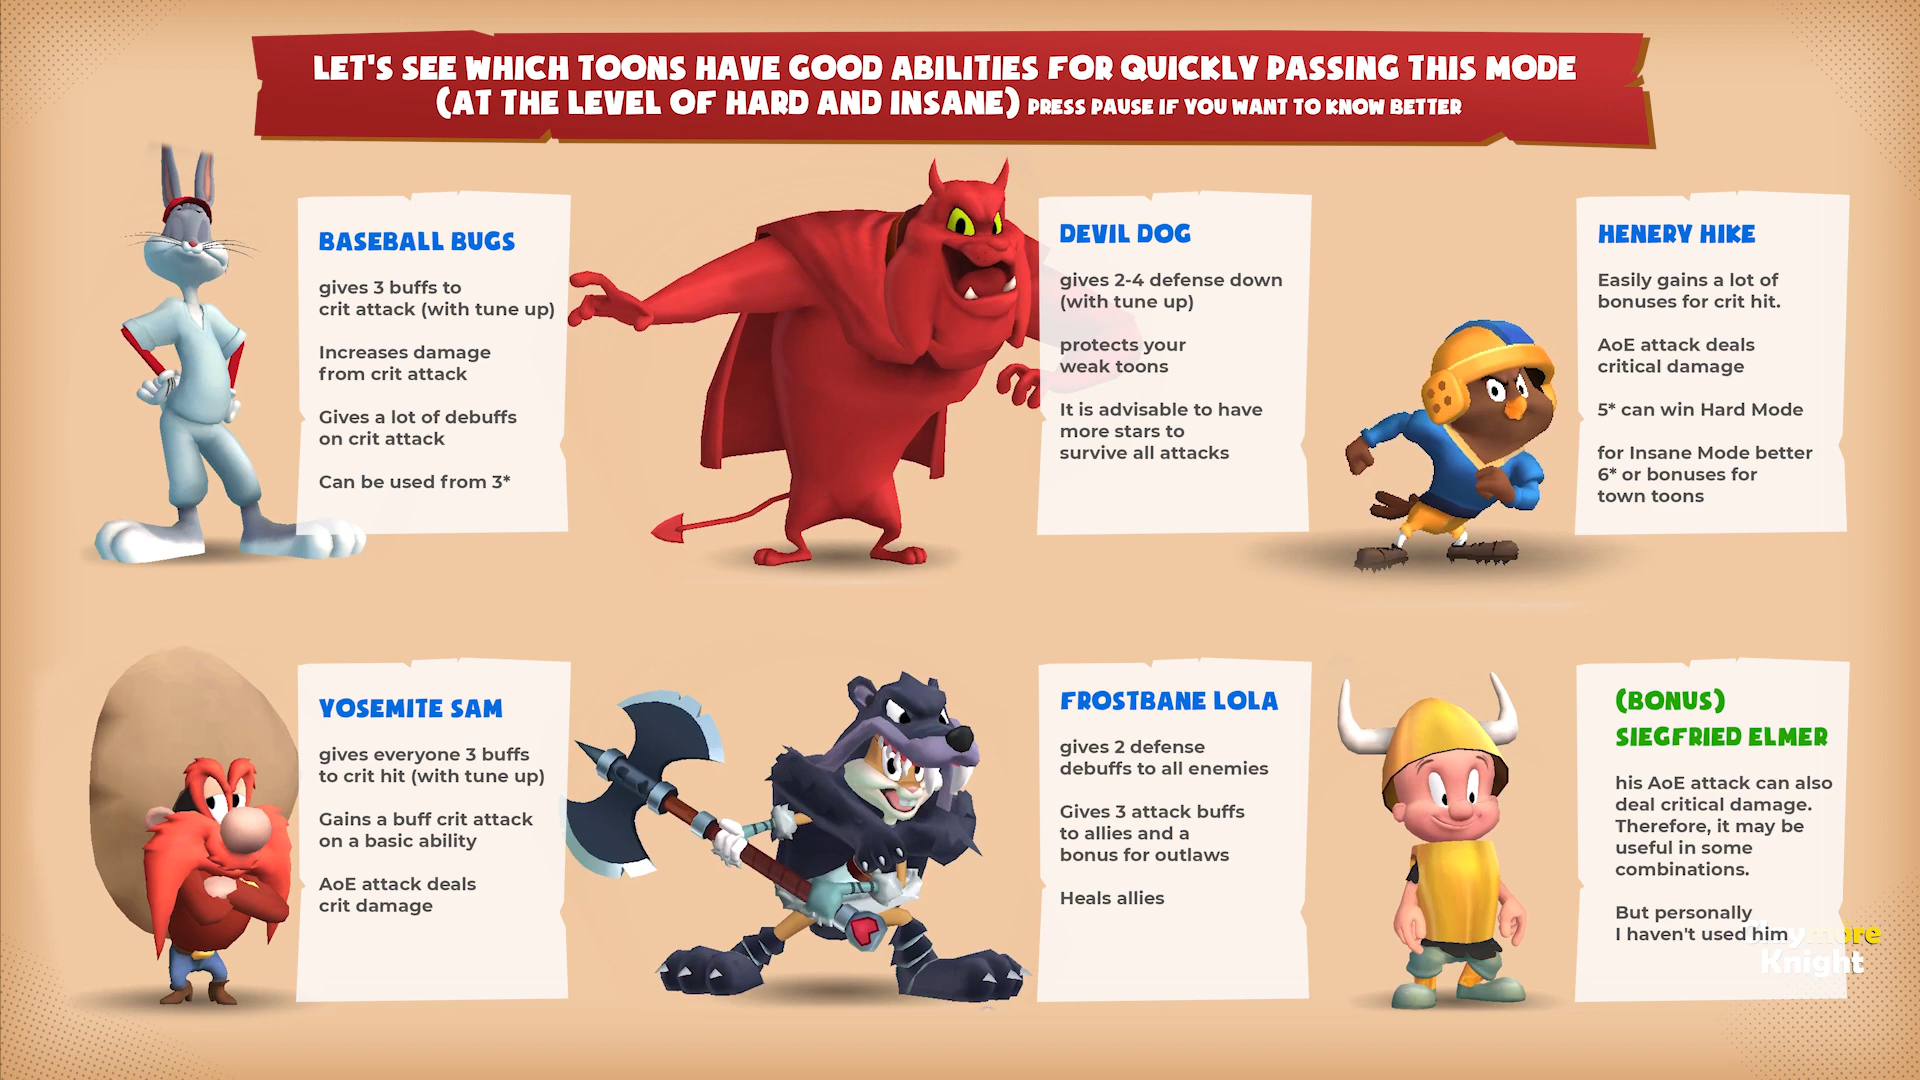 LET'S SEE WHICH TOONS HAVE GOOD ABILITIES FOR QUICKLY PASSING THIS MODE
(AT THE LEVEL OF HARD AND INSANE) PRESS PAUSE IF YOU WANT TO KNOW BETTER
BASEBALL BUGS
gives 3 buffs to
crit attack (with tune up)
Increases damage
from crit attack
Gives a lot of debuffs
on crit attack
Can be used from 3*
DEVIL DOG
gives 2-4 defense down
(with tune up)
protects your
weak toons
It is advisable to have
more stars to
survive all attacks
HENERY HIKE
Easily gains a lot of
bonuses for crit hit.
AoE attack deals
critical damage
5* can win Hard Mode
for Insane Mode better
6* or bonuses for
town toons
YOSEMITE SAM
gives everyone 3 buffs
to crit hit (with tune up)
Gains a buff crit attack
on a basic ability
AoE attack deals
crit damage
FROSTBANE LOLA
gives 2 defense
debuffs to all enemies
Gives 3 attack buffs
to allies and a
bonus for outlaws
Heals allies
(BONUS)
SIEGFRIED ELMER
his AoE attack can also
deal critical damage.
Therefore, it may be
useful in some
combinations.
But personally
I haven't used him
Knight